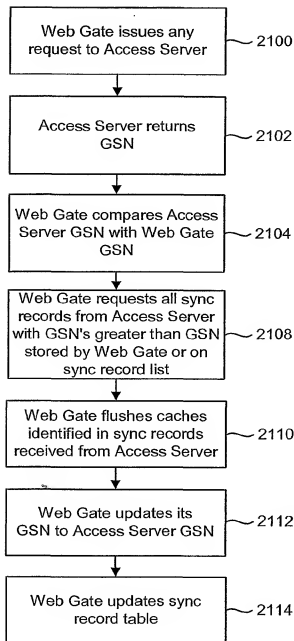 Web Gate issues any
request to Access Server
2100
Access Server returns
GSN
2102
Web Gate compares Access
Server GSN with Web Gate
GSN
2104
Web Gate requests all sync
records from Access Server
with GSN's greater than GSN
stored by Web Gate or on
sync record list
2108
Web Gate flushes caches
identified in sync records
received from Access Server
2110
Web Gate updates its
GSN to Access Server GSN
2112
Web Gate updates sync
record table
2114